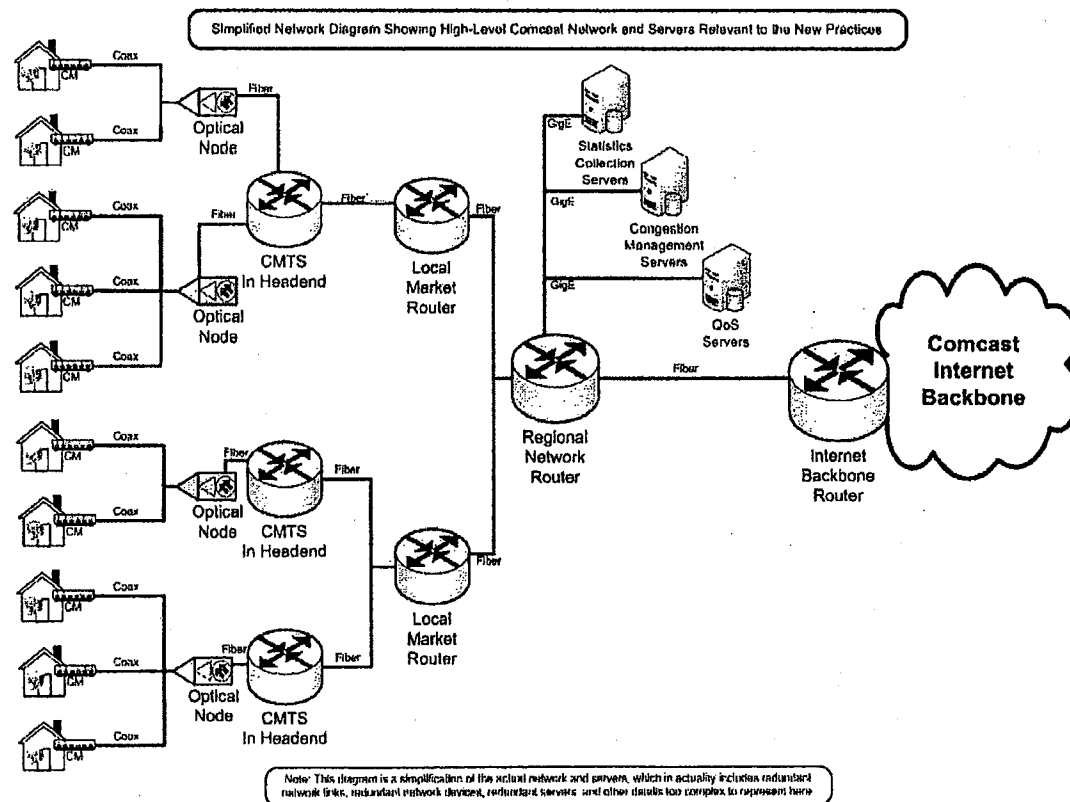 Simplified Network Diagram Showing High-Level Comcast Network and Servers Relevant to the New Practices
Coax
CM
Coax
CM
Fiber
Optical
Node
Coax
CM
Coax
CM
Coax
CM
Fiber
Optical
Node
CMTS
In Headend
Fiber
Local
Market
Router
Fiber
GigE
Statistics
Collection
Servers
GigE
Congestion
Management
Servers
GigE
QoS
Servers
Regional
Network
Router
Fiber
Internet
Backbone
Router
Comcast
Internet
Backbone
Coax
CM
Coax
CM
Fiber
Optical
Node
CMTS
In Headend
Fiber
Local
Market
Router
Fiber
Coax
CM
Coax
CM
Coax
CM
Fiber
Optical
Node
CMTS
In Headend
Fiber
Note: This diagram is a simplification of the actual network and servers, which in actuality includes redundant
network links, redundant network devices, redundant servers, and other details too complex to represent here